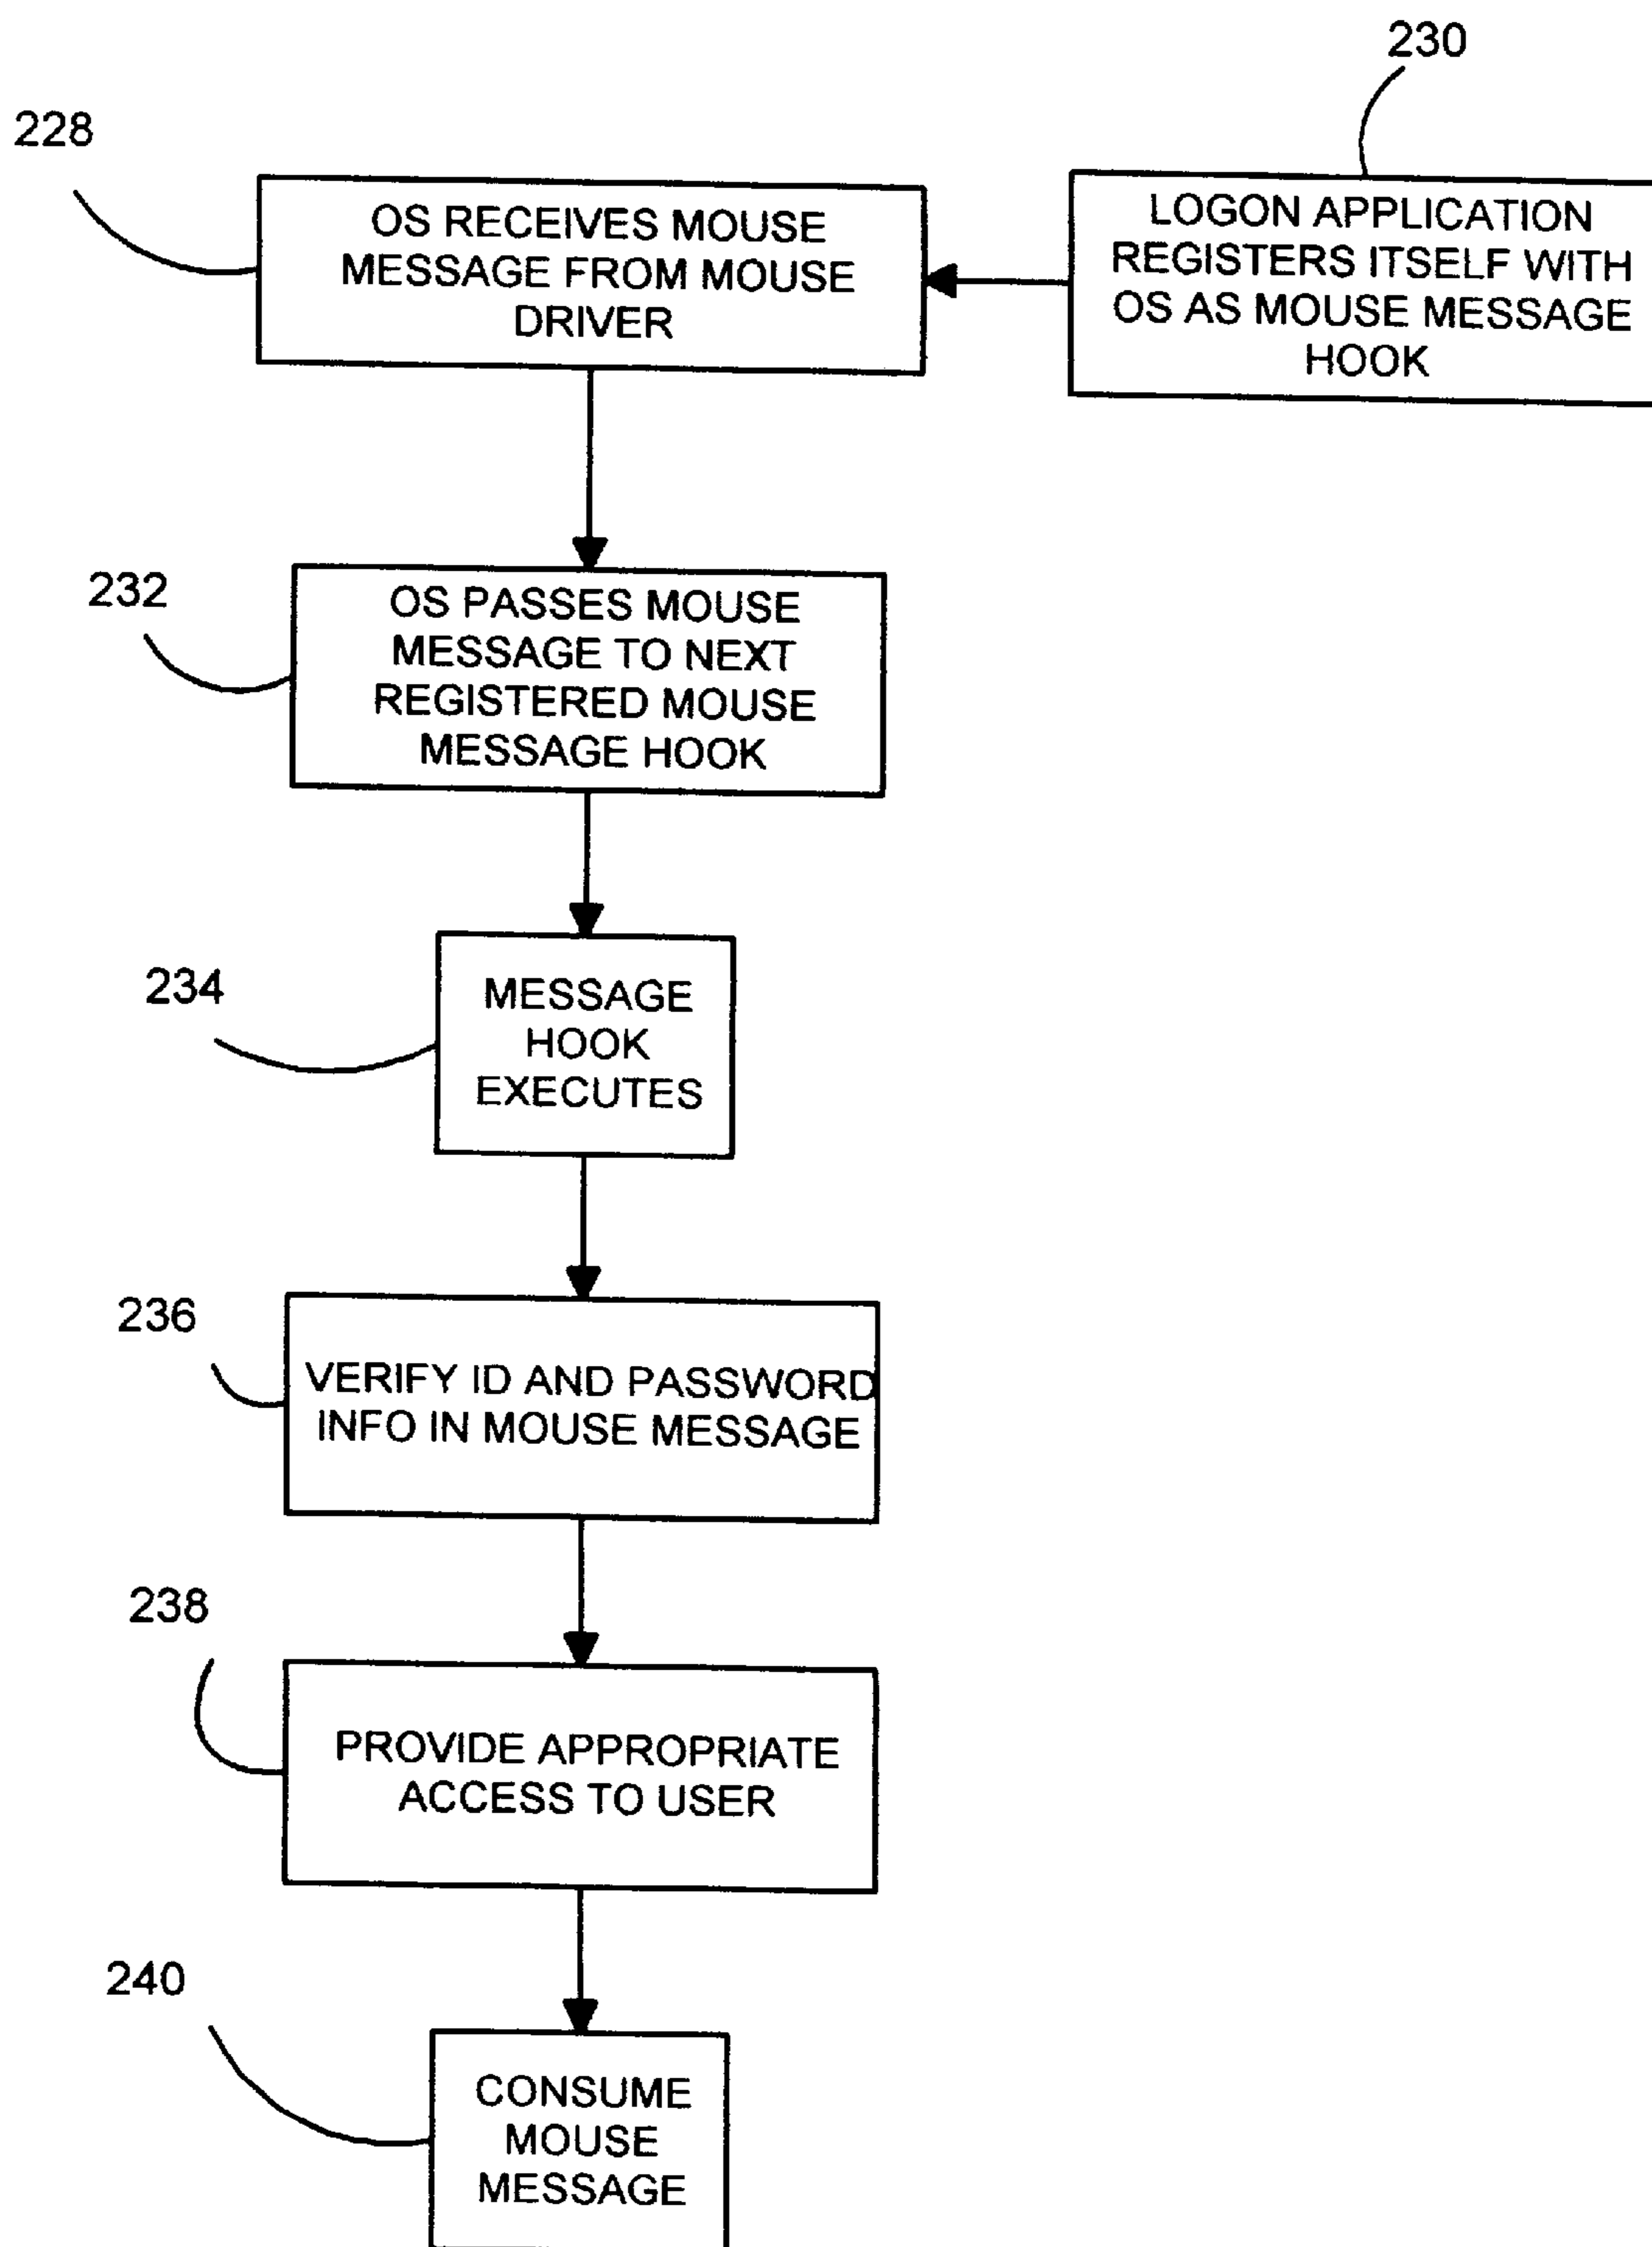 230
228
OS RECEIVES MOUSE
MESSAGE FROM MOUSE
DRIVER
LOGON APPLICATION
REGISTERS ITSELF WITH
OS AS MOUSE MESSAGE
HOOK
232
OS PASSES MOUSE
MESSAGE TO NEXT
REGISTERED MOUSE
MESSAGE HOOK
234
MESSAGE
HOOK
EXECUTES
236
VERIFY ID AND PASSWORD
INFO IN MOUSE MESSAGE
238
PROVIDE APPROPRIATE
ACCESS TO USER
240
CONSUME
MOUSE
MESSAGE